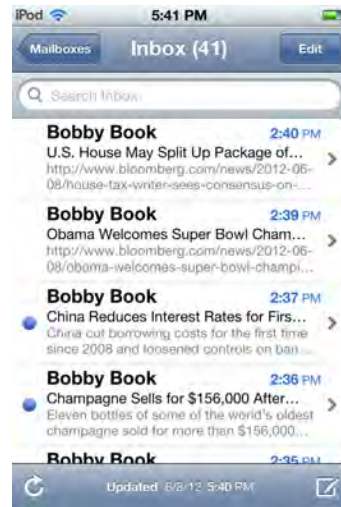 iPod 5:41 PM
Mailboxes Inbox (41) Edit
Search Inbox
Bobby Book 2:40 PM
U.S. House May Split Up Package of...
http://www.bloomberg.com/news/2012-06-
08/house-tax-writer-sees-consensus-on-...
Bobby Book 2:39 PM
Obama Welcomes Super Bowl Cham...
http://www.bloomberg.com/news/2012-06-
08/obama-welcomes-super-bowl-champi...
Bobby Book 2:37 PM
China Reduces Interest Rates for Firs...
China cut borrowing costs for the first time
since 2008 and loosened controls on ban...
Bobby Book 2:36 PM
Champagne Sells for $156,000 After...
Eleven bottles of some of the world's oldest
champagne sold for more than $156,000...
Bobby Book 2:35 PM
Updated 6/8/12 5:40 PM